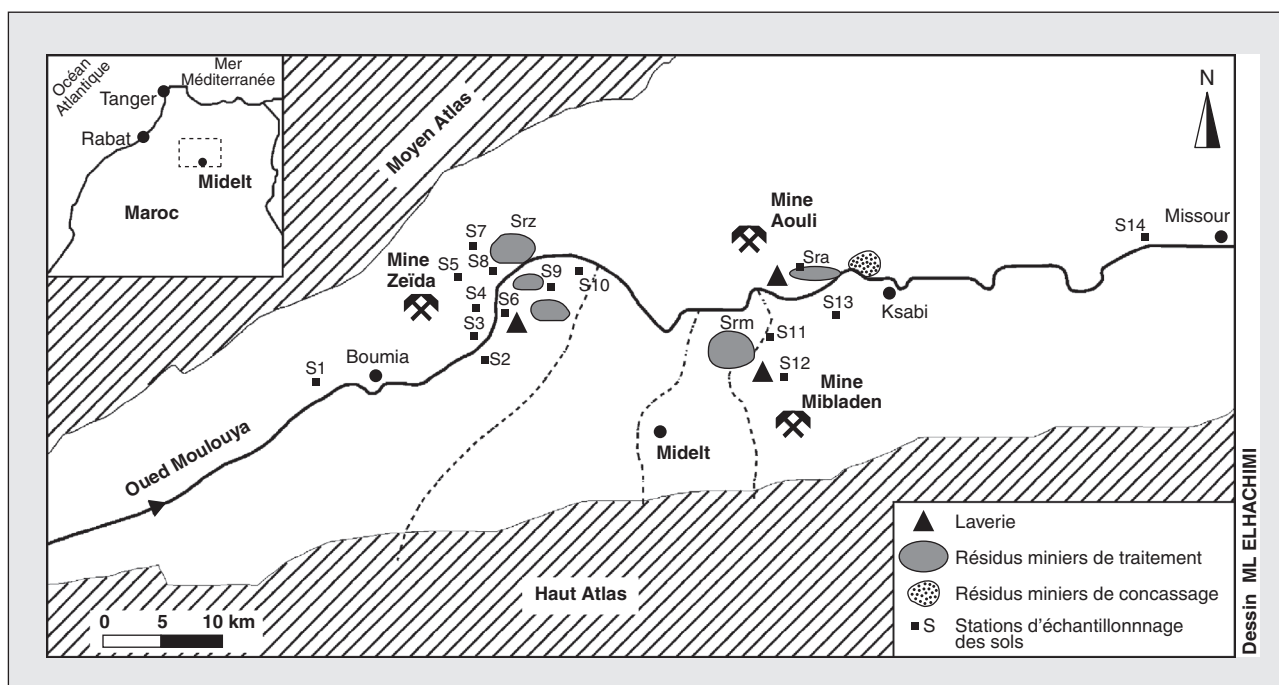 Océan
Atlantique
Mer
Méditerranée
Tanger
Rabat
Midelt
Maroc
Moyen Atlas
N
Mine
Aouli
Mine
Zeïda
S7
Srz
S8
S5
S9
S10
S4
S6
S3
S2
S1
Boumia
Sra
S14
Missour
Ksabi
S13
Srm
S11
S12
Mine
Mibladen
Midelt
Oued Moulouya
Haut Atlas
0 5 10 km
Laverie
Résidus miniers de traitement
Résidus miniers de concassage
S Stations d'échantillonnnage
des sols
Dessin ML ELHACHIMI